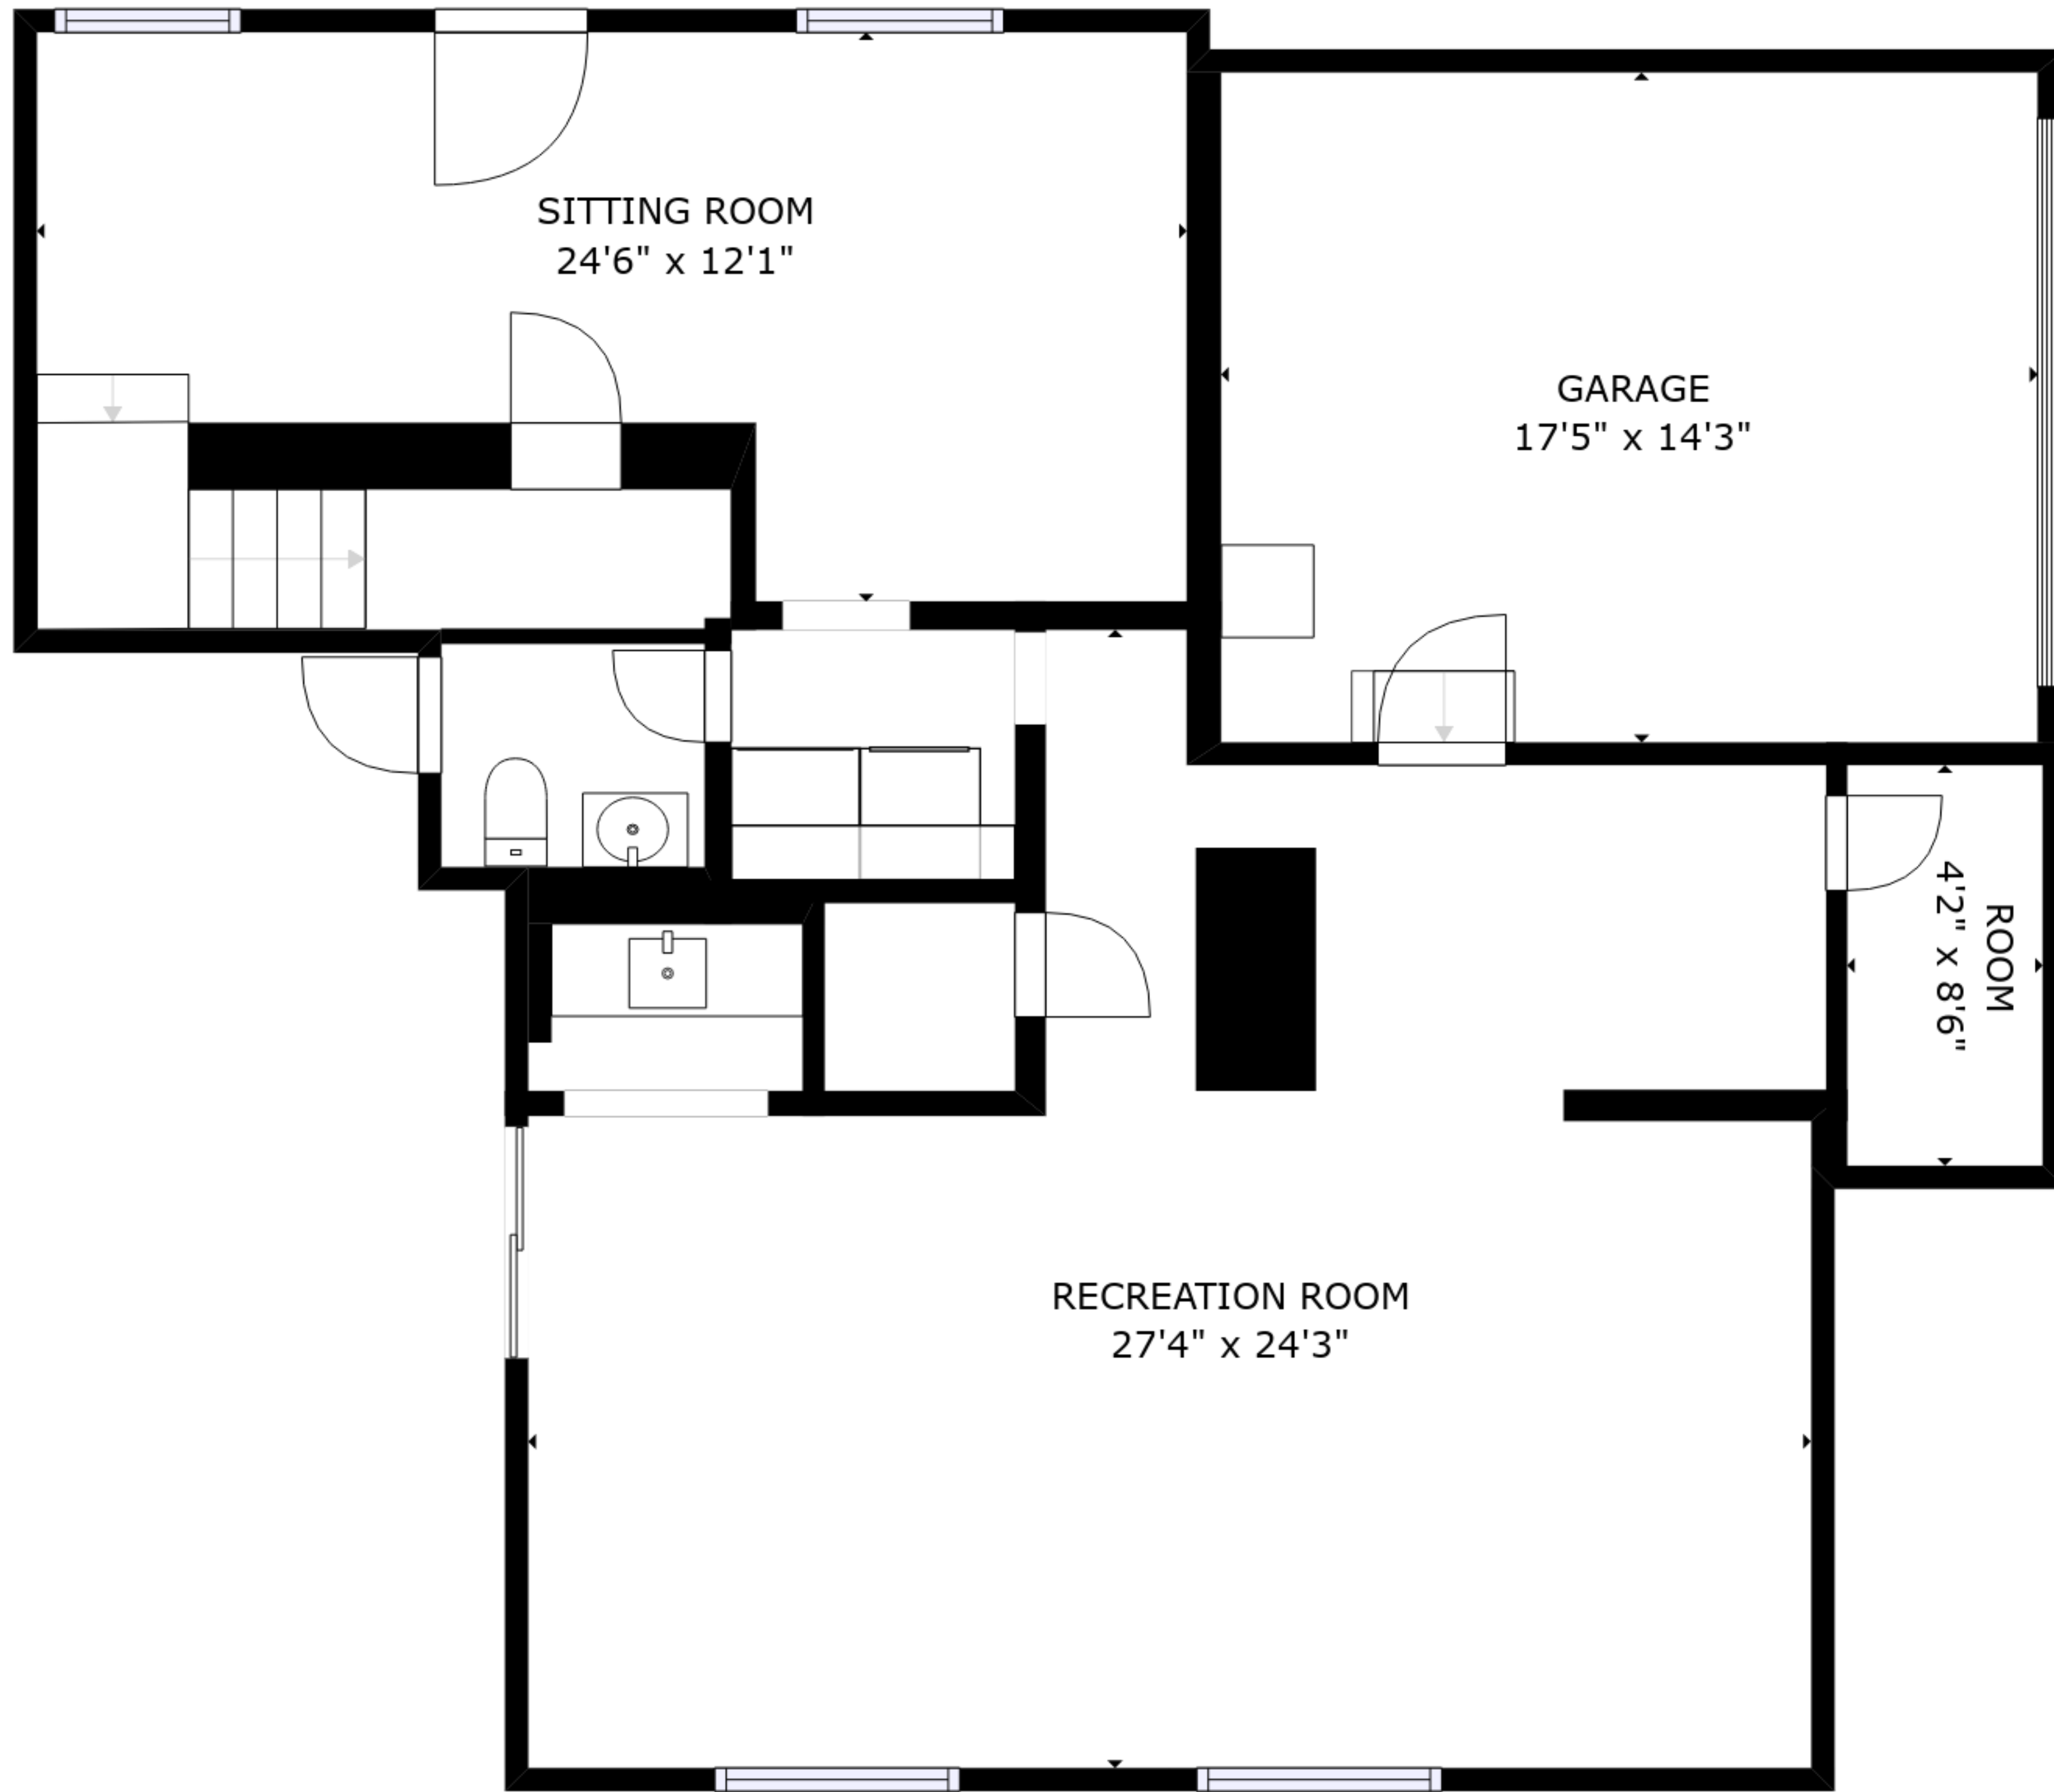 SITTING ROOM
24'6" x 12'1"
GARAGE
17'5" x 14'3"
ROOM
4'2" x 8'6"
RECREATION ROOM
27'4" x 24'3"